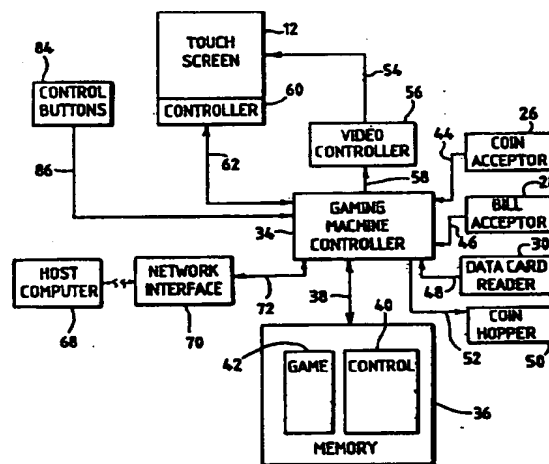 84
CONTROL
BUTTONS
86
TOUCH
SCREEN
12
CONTROLLER
60
62
54
VIDEO
CONTROLLER
56
58
GAMING
MACHINE
CONTROLLER
34
44
COIN
ACCEPTOR
26
BILL
ACCEPTOR
46
DATA CARD
READER
30
48
COIN
HOPPER
50
52
HOST
COMPUTER
68
NETWORK
INTERFACE
70
72
38
42
GAME
40
CONTROL
MEMORY
36